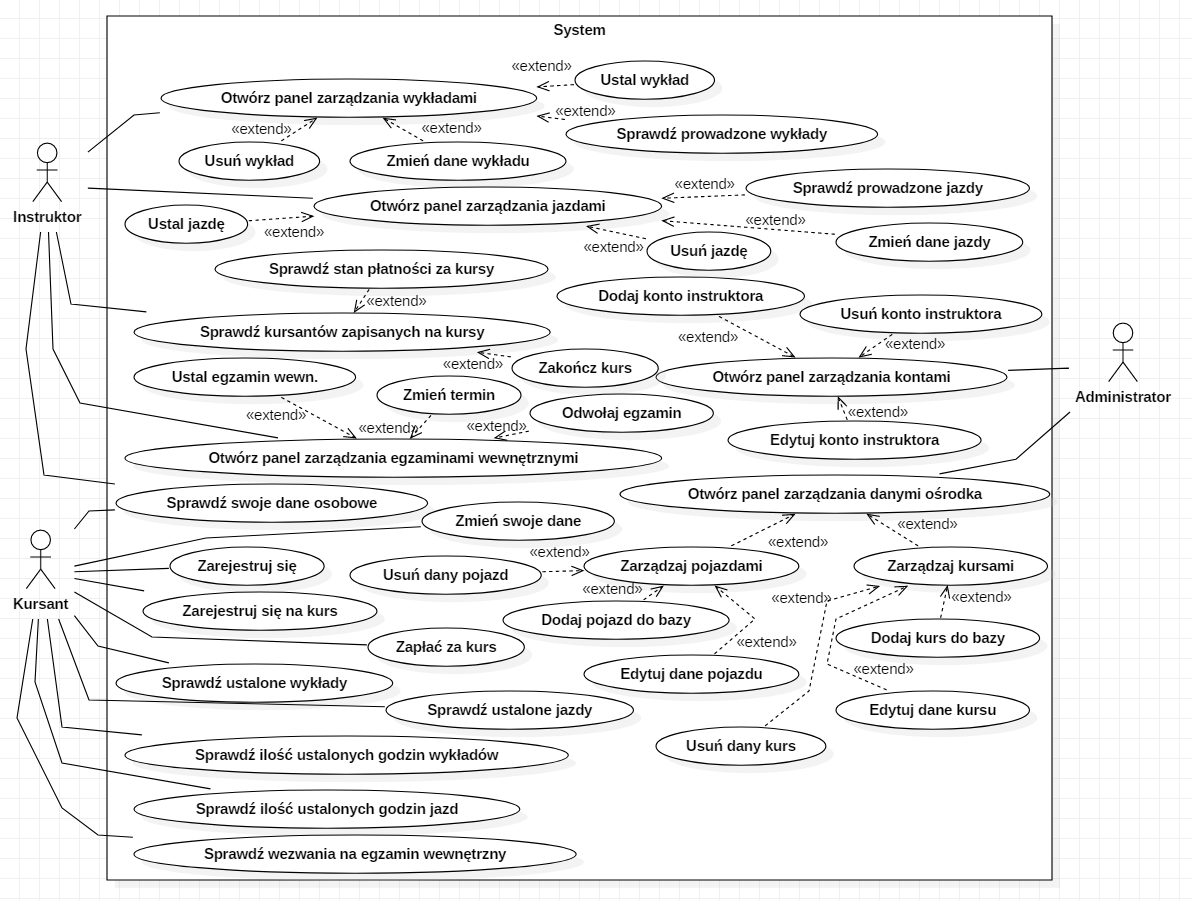 System
«extend»
Ustal wykład
Otwórz panel zarządzania wykładami
«extend»
«extend»
«extend»
Sprawdź prowadzone wykłady
Usuń wykład
Zmień dane wykładu
«extend»
Sprawdź prowadzone jazdy
Otwórz panel zarządzania jazdami
Instruktor
Ustal jazdę
«extend»
«extend»
«extend»
Zmień dane jazdy
Usuń jazdę
Sprawdź stan płatności za kursy
«extend»
Dodaj konto instruktora
Usuń konto instruktora
Sprawdź kursantów zapisanych na kursy
«extend»
«extend»
«extend»
Zakończ kurs
Ustal egzamin wewn.
Otwórz panel zarządzania kontami
Zmień termin
Administrator
«extend»
Odwołaj egzamin
«extend»
«extend»
«extend»
Edytuj konto instruktora
Otwórz panel zarządzania egzaminami wewnętrznymi
Otwórz panel zarządzania danymi ośrodka
Sprawdź swoje dane osobowe
Zmień swoje dane
«extend»
«extend»
«extend»
Zarejestruj się
Zarządzaj pojazdami
Zarządzaj kursami
Usuń dany pojazd
«extend»
«extend»
«extend»
Kursant
Zarejestruj się na kurs
Dodaj pojazd do bazy
Dodaj kurs do bazy
Zapłać za kurs
«extend»
«extend»
Edytuj dane pojazdu
Sprawdź ustalone wykłady
Sprawdź ustalone jazdy
Edytuj dane kursu
Usuń dany kurs
Sprawdź ilość ustalonych godzin wykładów
Sprawdź ilość ustalonych godzin jazd
Sprawdź wezwania na egzamin wewnętrzny